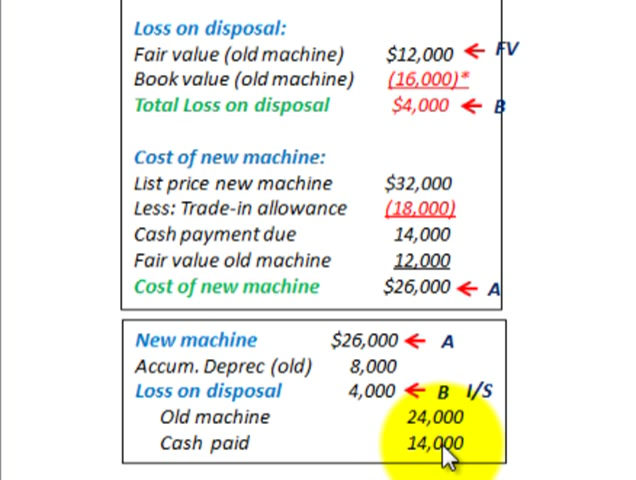 Loss on disposal:
Fair value (old machine) $12,000 FV
Book value (old machine) (16,000)*
Total Loss on disposal $4,000 B
Cost of new machine:
List price new machine $32,000
Less: Trade-in allowance (18,000)
Cash payment due 14,000
Fair value old machine 12,000
Cost of new machine $26,000 A
New machine $26,000 A
Accum. Deprec (old) 8,000
Loss on disposal 4,000 B I/S
Old machine 24,000
Cash paid 14,000